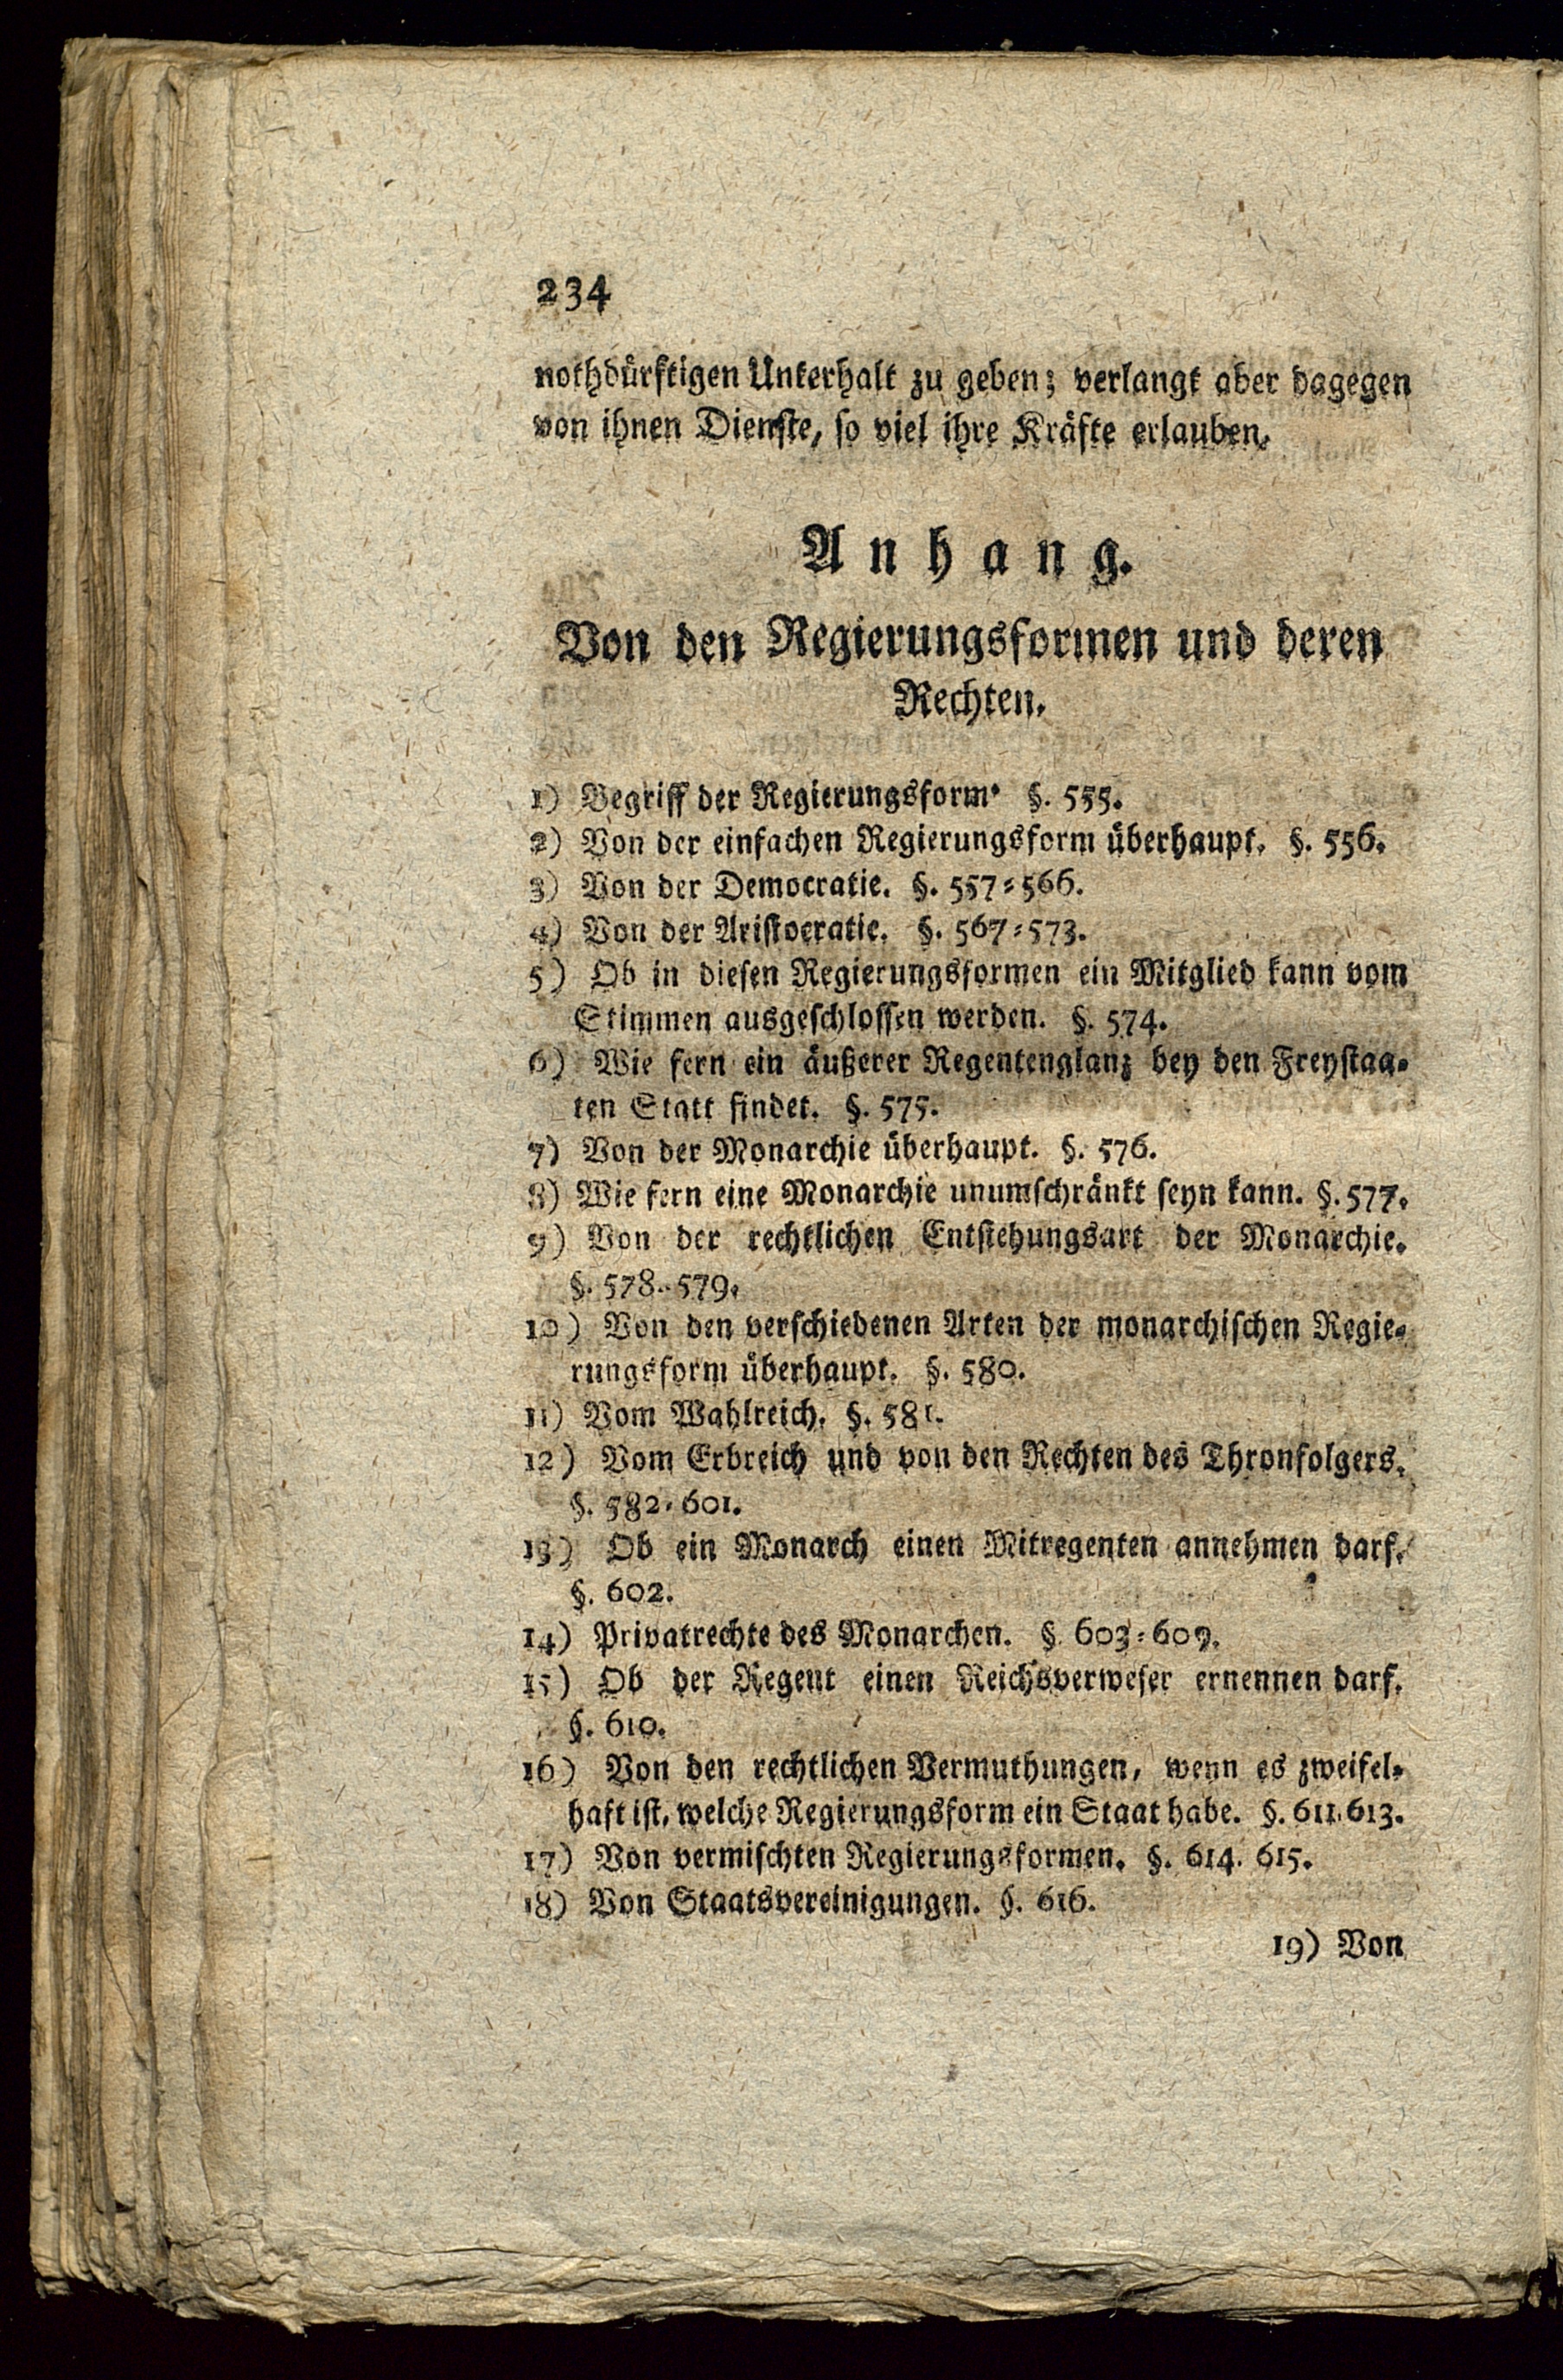 234
nothdürftigen Unterhalt zu geben; verlangt aber dagegen
von ihnen Dienste, so viel ihre Kräfte erlauben.
Anhang.
Von den Regierungsformen und deren
Rechten.
1) Begriff der Regierungsform. §. 555.
2) Von der einfachen Regierungsform überhaupt. §. 556.
3) Von der Democratie. §. 557=566.
4) Von der Aristocratie. §. 567=573.
5) Ob in diesen Regierungsformen ein Mitglied kann vom
Stimmen ausgeschlossen werden. §. 574.
6) Wie fern ein äußerer Regentenglanz bey den Freystaa=
ten Statt findet. §. 575.
7) Von der Monarchie überhaupt. §. 576.
8) Wie fern eine Monarchie unumschränkt seyn kann. §. 577.
9) Von der rechtlichen Entstehungsart der Monarchie.
§. 578. 579.
10) Von den verschiedenen Arten der monarchischen Regie=
rungsform überhaupt. §. 580.
11) Vom Wahlreich. §. 581.
12) Vom Erbreich und von den Rechten des Thronfolgers.
§. 582=601.
13) Ob ein Monarch einen Mitregenten annehmen darf.
§. 602.
14) Privatrechte des Monarchen. §. 603=609.
15) Ob der Regent einen Reichsverweser ernennen darf.
§. 610.
16) Von den rechtlichen Vermuthungen, wenn es zweifel=
haft ist, welche Regierungsform ein Staat habe. §. 611=613.
17) Von vermischten Regierungsformen. §. 614. 615.
18) Von Staatsvereinigungen. §. 616.
19) Von